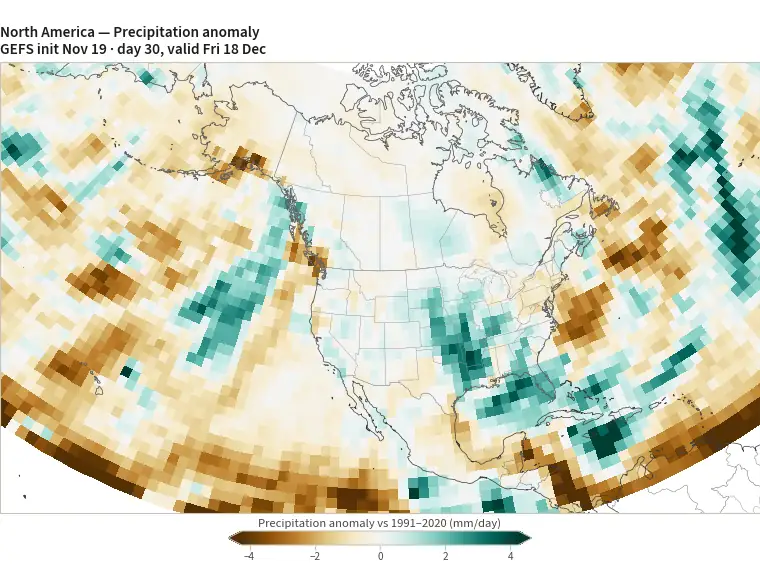 North America — Precipitation anomaly
GEFS init Nov 19 · day 30, valid Fri 18 Dec
Precipitation anomaly vs 1991–2020 (mm/day)
−4 −2 0 2 4